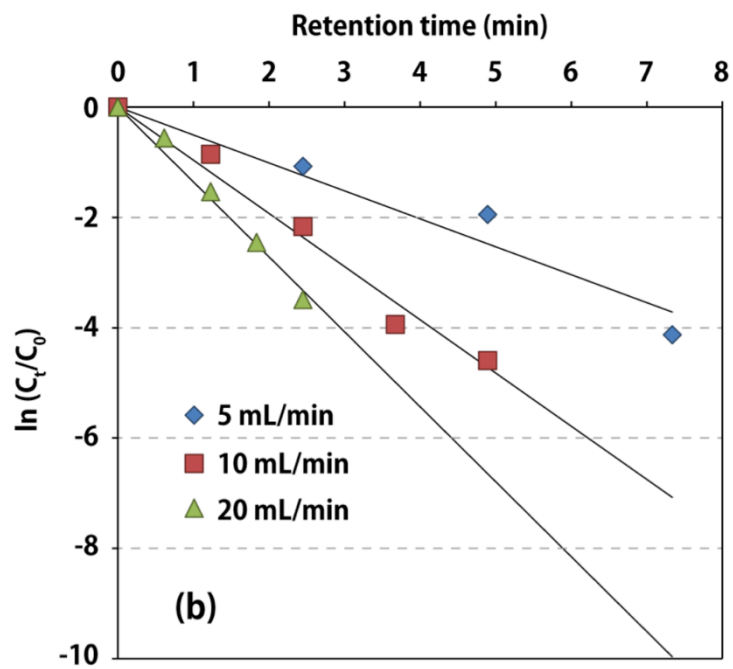 Retention time (min)
0 1 2 3 4 5 6 7 8
0
-2
-4
-6
-8
-10
ln (Ct/C0)
5 mL/min
10 mL/min
20 mL/min
(b)